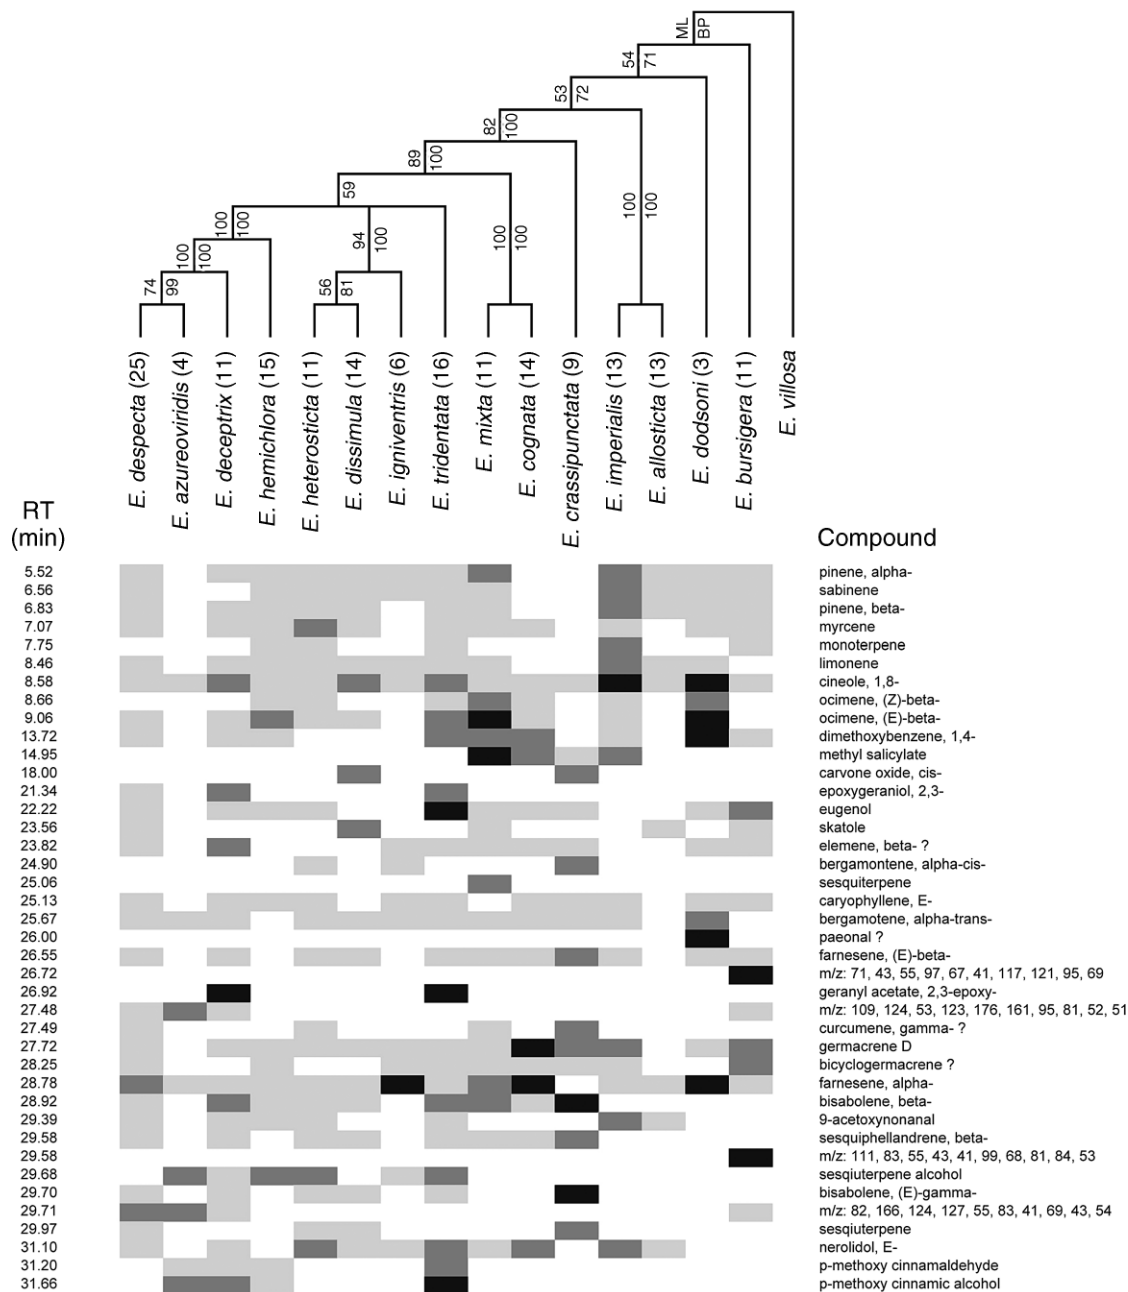 ML
BP
54
71
53
72
82
100
89
100
59
100
100
94
100
100
100
100
100
100
100
74
99
56
81
E. despecta (25)
E. azureoviridis (4)
E. deceptrix (11)
E. hemichlora (15)
E. heterosticta (11)
E. dissimula (14)
E. igniventris (6)
E. tridentata (16)
E. mixta (11)
E. cognata (14)
E. crassipunctata (9)
E. imperialis (13)
E. allosticta (13)
E. dodsoni (3)
E. bursigera (11)
E. villosa
RT
(min)
Compound
5.52 pinene, alpha-
6.56 sabinene
6.83 pinene, beta-
7.07 myrcene
7.75 monoterpene
8.46 limonene
8.58 cineole, 1,8-
8.66 ocimene, (Z)-beta-
9.06 ocimene, (E)-beta-
13.72 dimethoxybenzene, 1,4-
14.95 methyl salicylate
18.00 carvone oxide, cis-
21.34 epoxygeraniol, 2,3-
22.22 eugenol
23.56 skatole
23.82 elemene, beta- ?
24.90 bergamontene, alpha-cis-
25.06 sesquiterpene
25.13 caryophyllene, E-
25.67 bergamotene, alpha-trans-
26.00 paeonal ?
26.55 farnesene, (E)-beta-
26.72 m/z: 71, 43, 55, 97, 67, 41, 117, 121, 95, 69
26.92 geranyl acetate, 2,3-epoxy-
27.48 m/z: 109, 124, 53, 123, 176, 161, 95, 81, 52, 51
27.49 curcumene, gamma- ?
27.72 germacrene D
28.25 bicyclogermacrene ?
28.78 farnesene, alpha-
28.92 bisabolene, beta-
29.39 9-acetoxynonanal
29.58 sesquiphellandrene, beta-
29.58 m/z: 111, 83, 55, 43, 41, 99, 68, 81, 84, 53
29.68 sesqiuterpene alcohol
29.70 bisabolene, (E)-gamma-
29.71 m/z: 82, 166, 124, 127, 55, 83, 41, 69, 43, 54
29.97 sesqiuterpene
31.10 nerolidol, E-
31.20 p-methoxy cinnamaldehyde
31.66 p-methoxy cinnamic alcohol